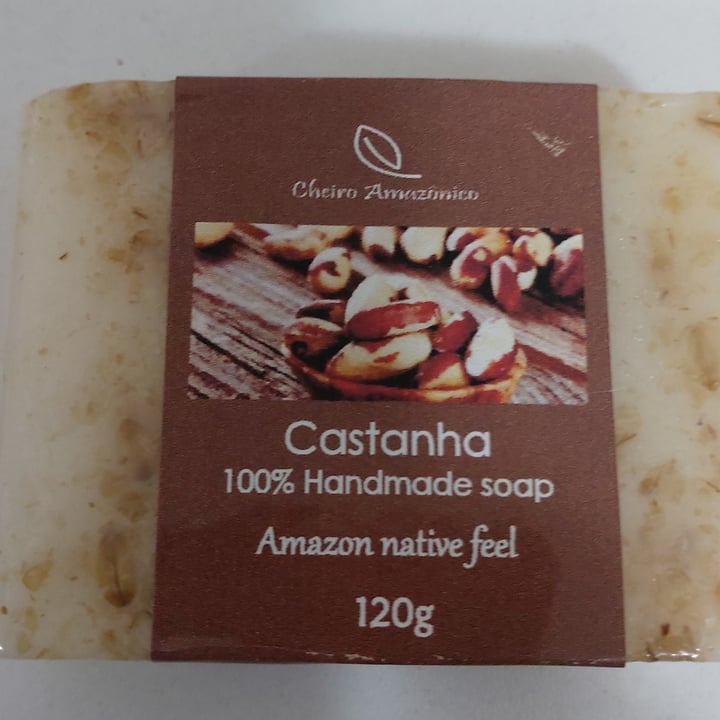 Cheiro Amazônico
Castanha
100% Handmade soap
Amazon native feel
120g